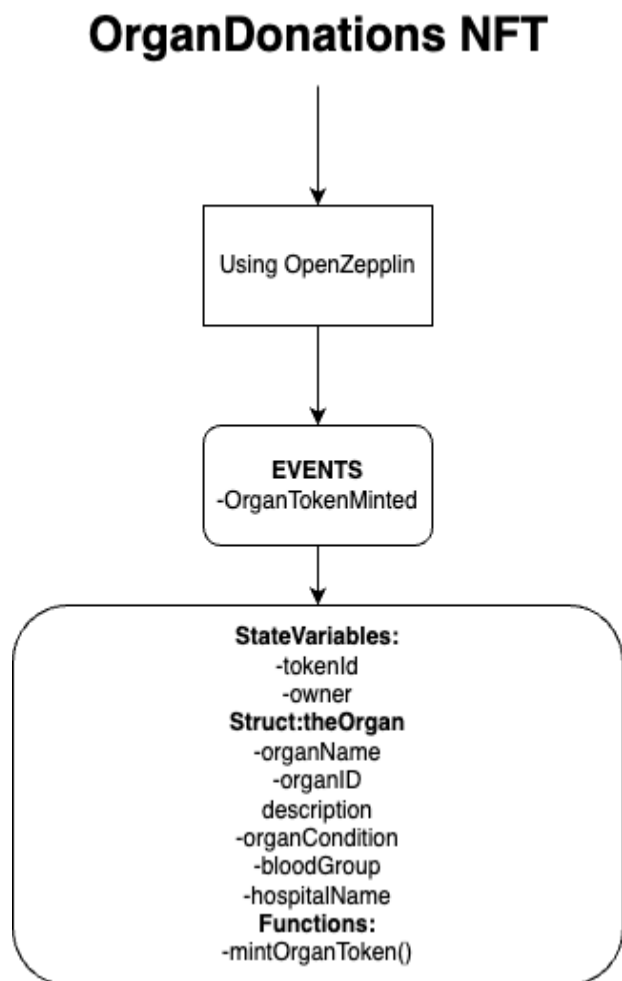 OrganDonations NFT
Using OpenZepplin
EVENTS
-OrganTokenMinted
StateVariables:
-tokenId
-owner
Struct:theOrgan
-organName
-organID
description
-organCondition
-bloodGroup
-hospitalName
Functions:
-mintOrganToken()